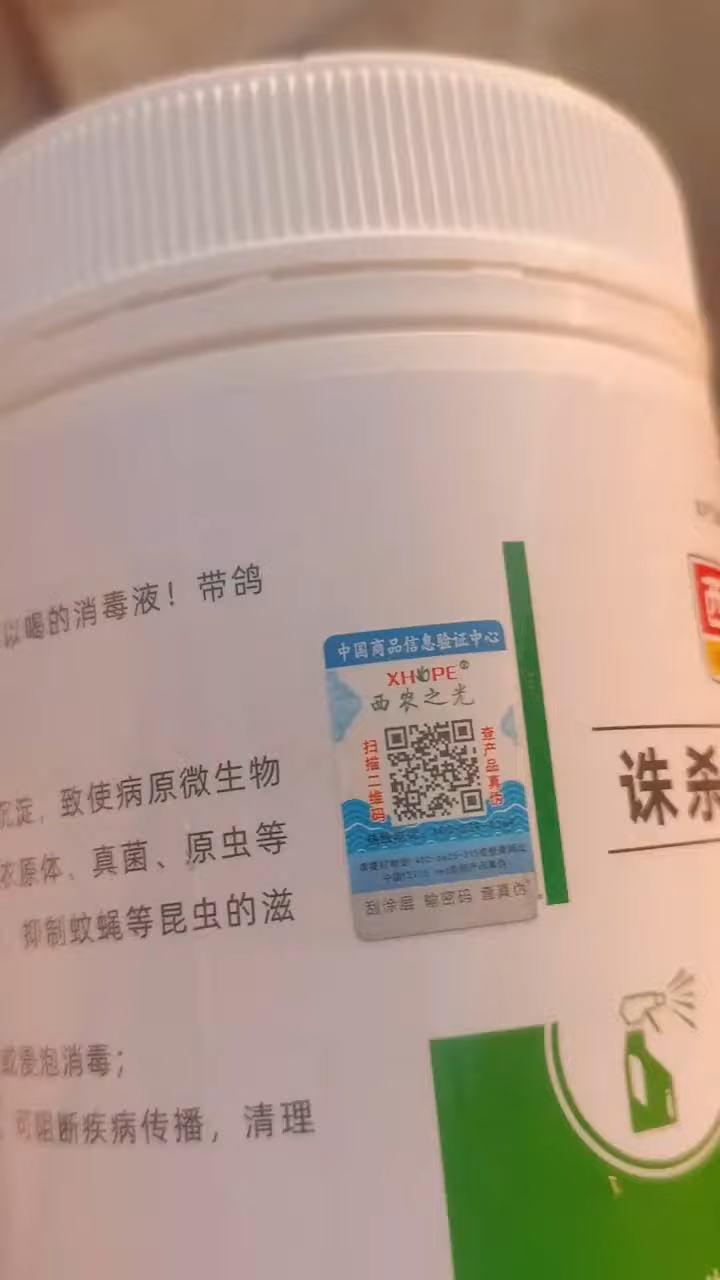 以喝的消毒液！带鸽
沉淀，致使病原微生物
衣原体、真菌、原虫等
抑制蚊蝇等昆虫的滋
或浸泡消毒；
可阻断疾病传播，清理
中国商品信息验证中心
XHOPE®
西农之光
扫描二维码
查产品真伪
刮涂层 输密码 查真伪
西
诛杀